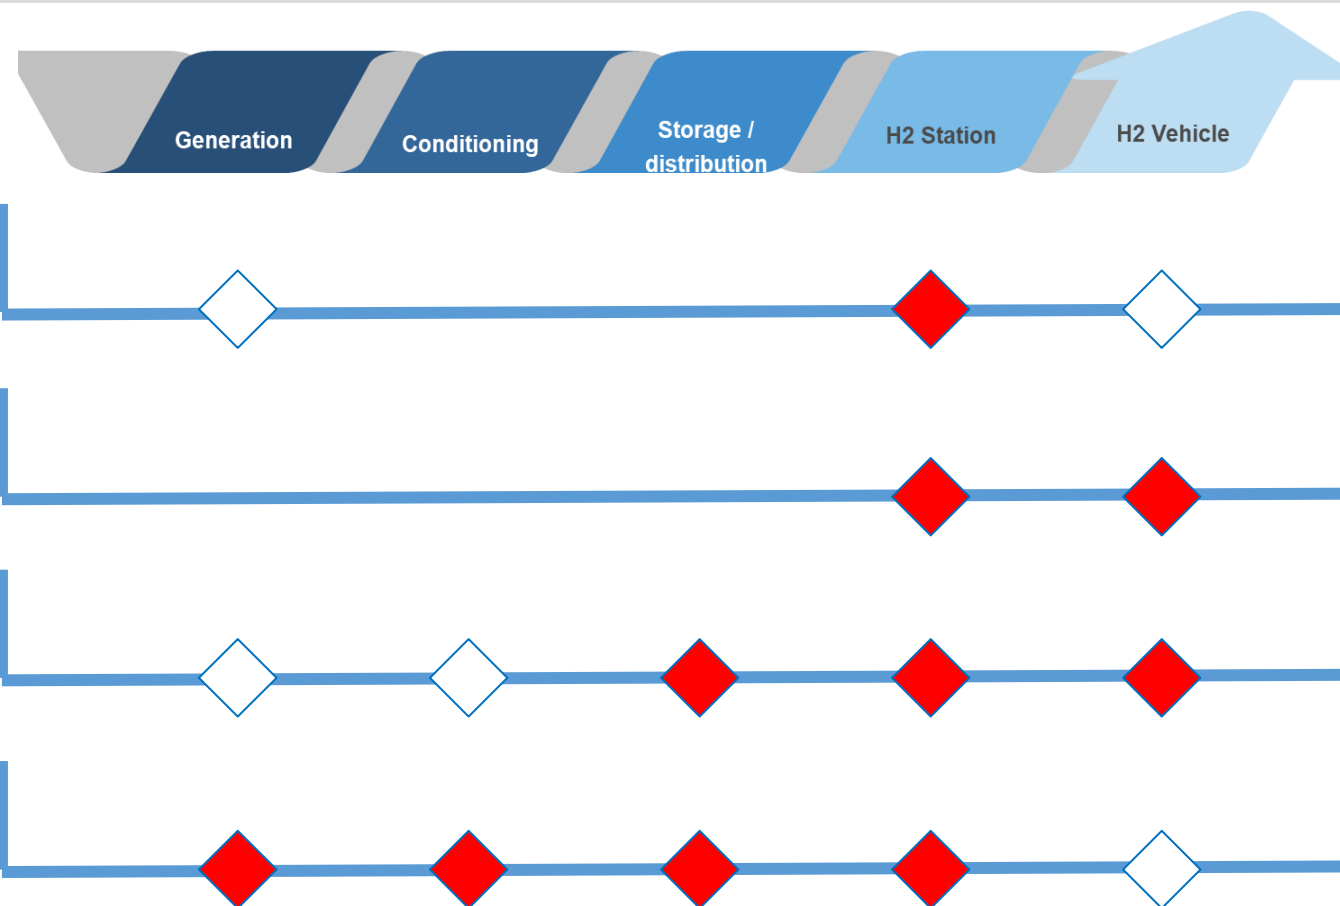 Generation
Conditioning
Storage /
distribution
H2 Station
H2 Vehicle